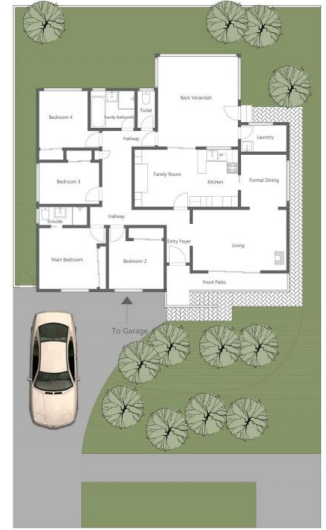 Back Verandah
Bedroom 4
Family Bathroom
Toilet
Hallway
Laundry
Bedroom 3
Family Room
Kitchen
Formal Dining
Ensuite
Hallway
Entry Foyer
Living
Main Bedroom
Bedroom 2
Front Patio
To Garage